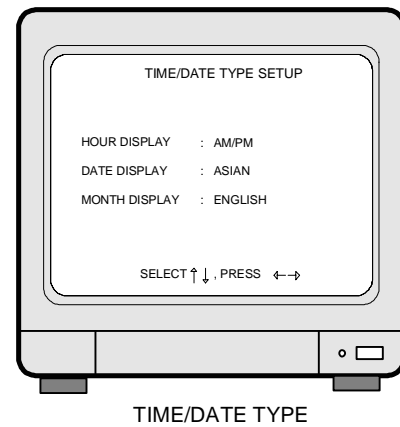 TIME/DATE TYPE SETUP
HOUR DISPLAY : AM/PM
DATE DISPLAY : ASIAN
MONTH DISPLAY : ENGLISH
SELECT ↑ ↓ , PRESS ← →
TIME/DATE TYPE